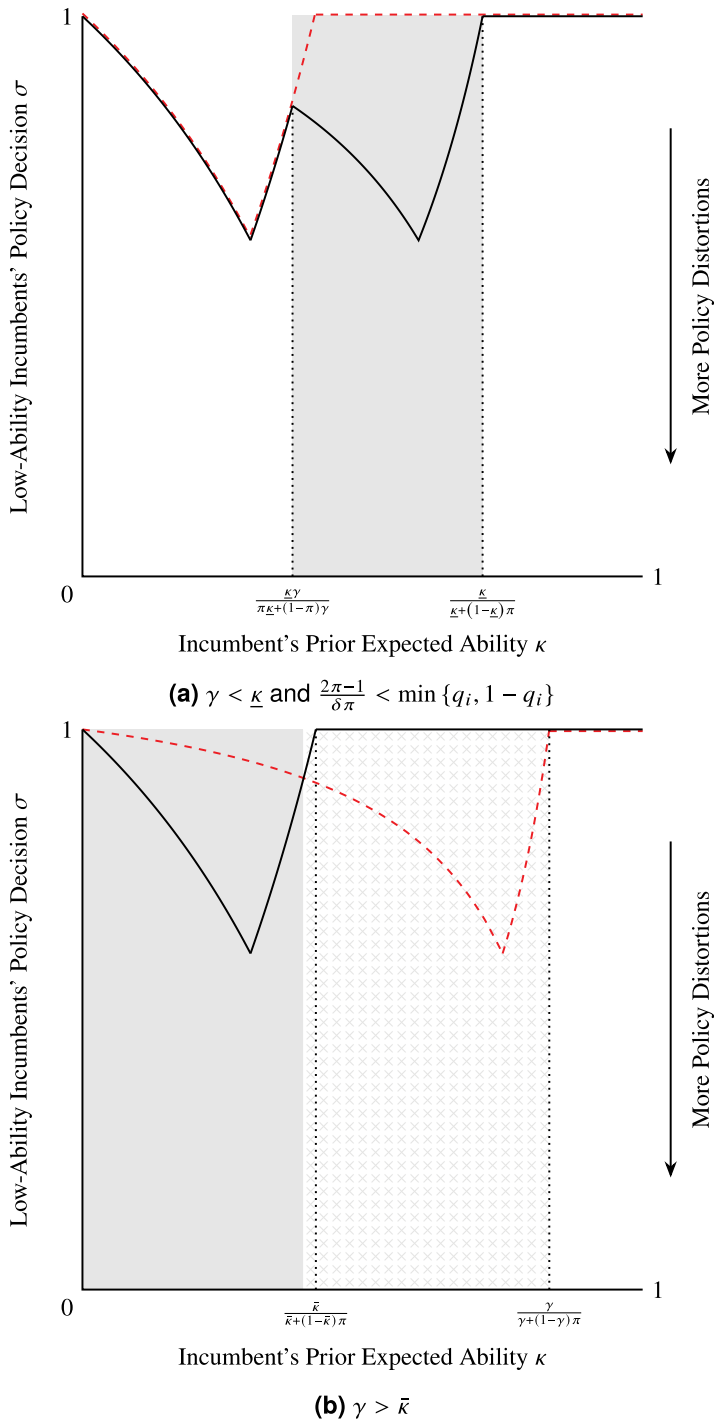 1
Low-Ability Incumbents' Policy Decision σ
More Policy Distortions
0
κ̲γ / πκ̲+(1−π)γ
κ̲ / κ̲+(1−κ̲)π
1
Incumbent's Prior Expected Ability κ
(a) γ < κ̲ and 2π−1 / δπ < min {qᵢ, 1 − qᵢ}
1
Low-Ability Incumbents' Policy Decision σ
More Policy Distortions
0
κ̄ / κ̄+(1−κ̄)π
γ / γ+(1−γ)π
1
Incumbent's Prior Expected Ability κ
(b) γ > κ̄